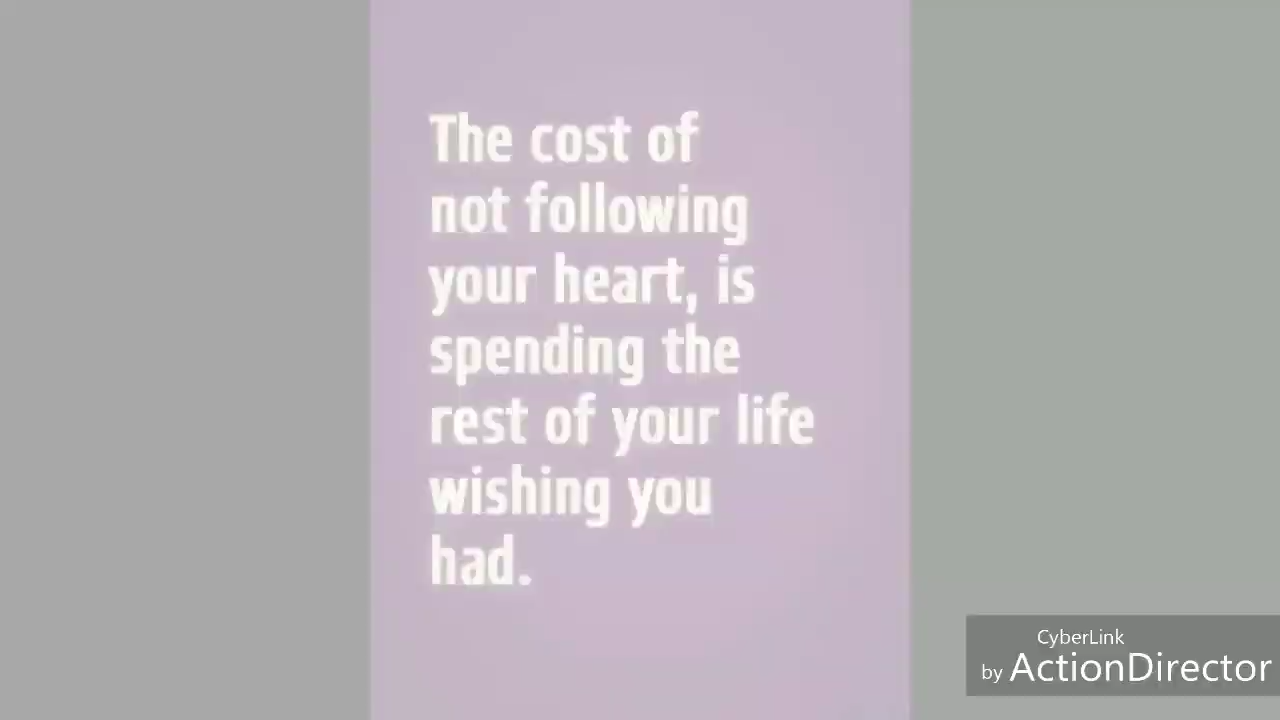 The cost of
not following
your heart, is
spending the
rest of your life
wishing you
had.
CyberLink
by ActionDirector